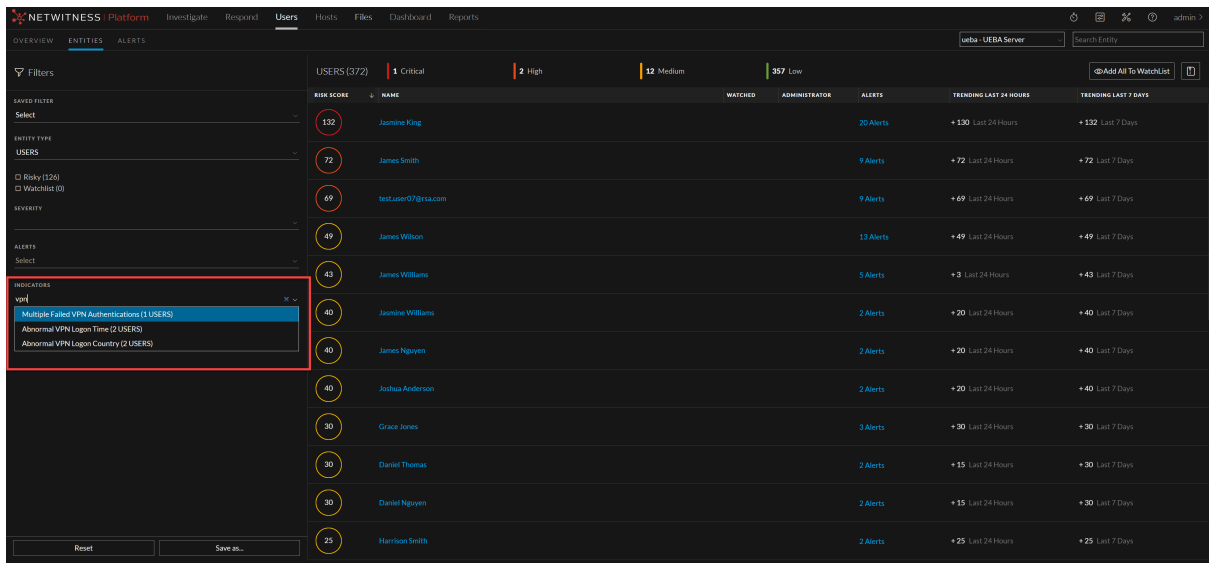 NETWITNESS Platform Investigate Respond Users Hosts Files Dashboard Reports admin >
OVERVIEW ENTITIES ALERTS ueba - UEBA Server Search Entity
Filters
SAVED FILTER
Select
ENTITY TYPE
USERS
Risky (126)
Watchlist (0)
SEVERITY
ALERTS
Select
INDICATORS
vpn
Multiple Failed VPN Authentications (1 USERS)
Abnormal VPN Logon Time (2 USERS)
Abnormal VPN Logon Country (2 USERS)
Reset Save as...
USERS (372) 1 Critical 2 High 12 Medium 357 Low Add All To WatchList
RISK SCORE NAME WATCHED ADMINISTRATOR ALERTS TRENDING LAST 24 HOURS TRENDING LAST 7 DAYS
132 Jasmine King 20 Alerts + 130 Last 24 Hours + 132 Last 7 Days
72 James Smith 9 Alerts + 72 Last 24 Hours + 72 Last 7 Days
69 test.user07@rsa.com 9 Alerts + 69 Last 24 Hours + 69 Last 7 Days
49 James Wilson 13 Alerts + 49 Last 24 Hours + 49 Last 7 Days
43 James Williams 5 Alerts + 3 Last 24 Hours + 43 Last 7 Days
40 Jasmine Williams 2 Alerts + 20 Last 24 Hours + 40 Last 7 Days
40 James Nguyen 2 Alerts + 20 Last 24 Hours + 40 Last 7 Days
40 Joshua Anderson 2 Alerts + 20 Last 24 Hours + 40 Last 7 Days
30 Grace Jones 3 Alerts + 30 Last 24 Hours + 30 Last 7 Days
30 Daniel Thomas 2 Alerts + 15 Last 24 Hours + 30 Last 7 Days
30 Daniel Nguyen 2 Alerts + 15 Last 24 Hours + 30 Last 7 Days
25 Harrison Smith 2 Alerts + 25 Last 24 Hours + 25 Last 7 Days